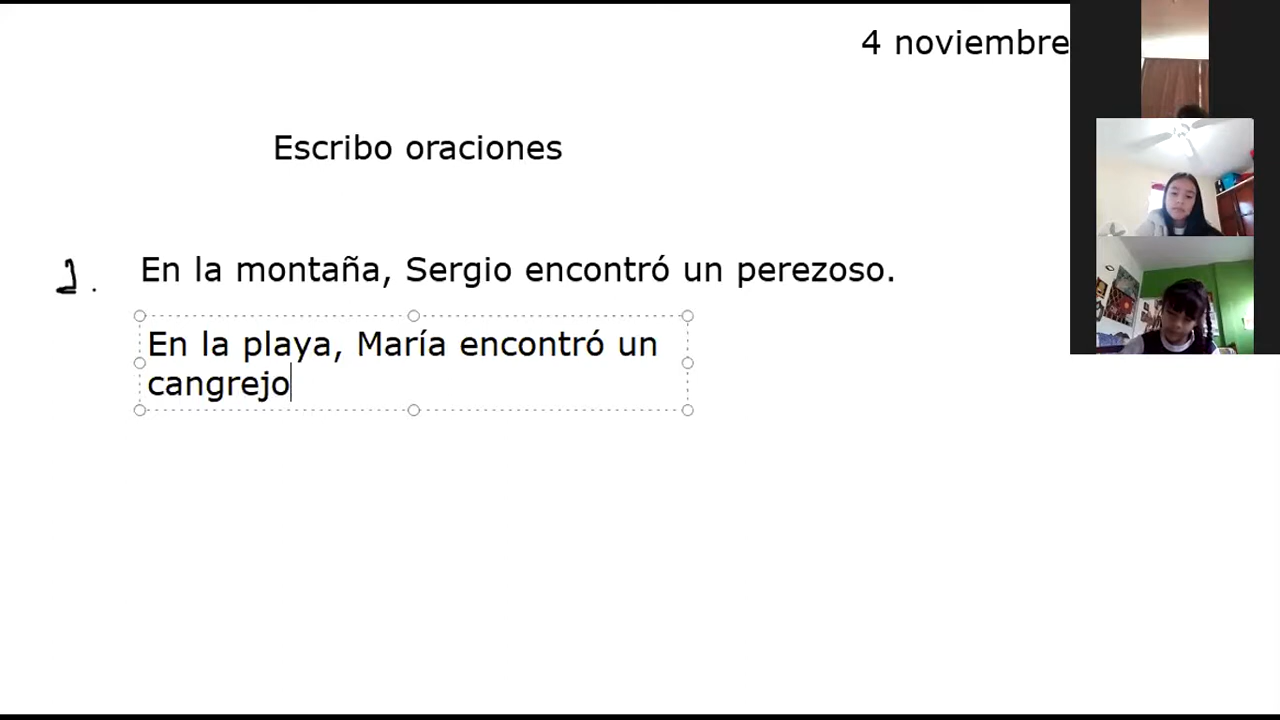 4 noviembre
Escribo oraciones
1. En la montaña, Sergio encontró un perezoso.
En la playa, María encontró un
cangrejo